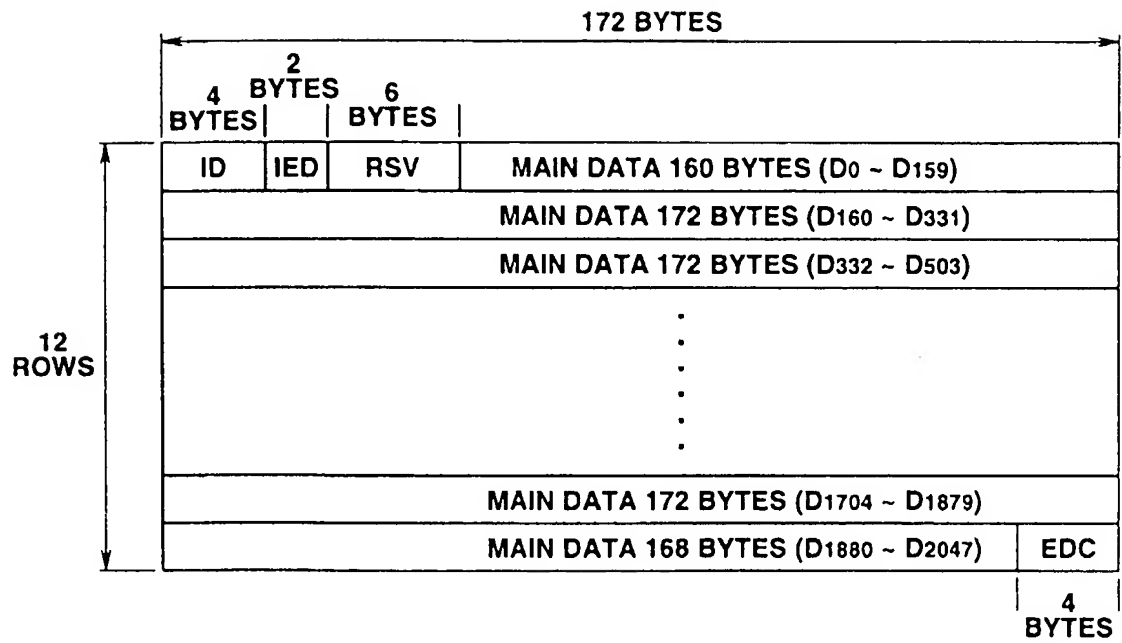 172 BYTES
2
BYTES
4
BYTES
6
BYTES
ID
IED
RSV
MAIN DATA 160 BYTES (D0 ~ D159)
MAIN DATA 172 BYTES (D160 ~ D331)
MAIN DATA 172 BYTES (D332 ~ D503)
12
ROWS
MAIN DATA 172 BYTES (D1704 ~ D1879)
MAIN DATA 168 BYTES (D1880 ~ D2047)
EDC
4
BYTES